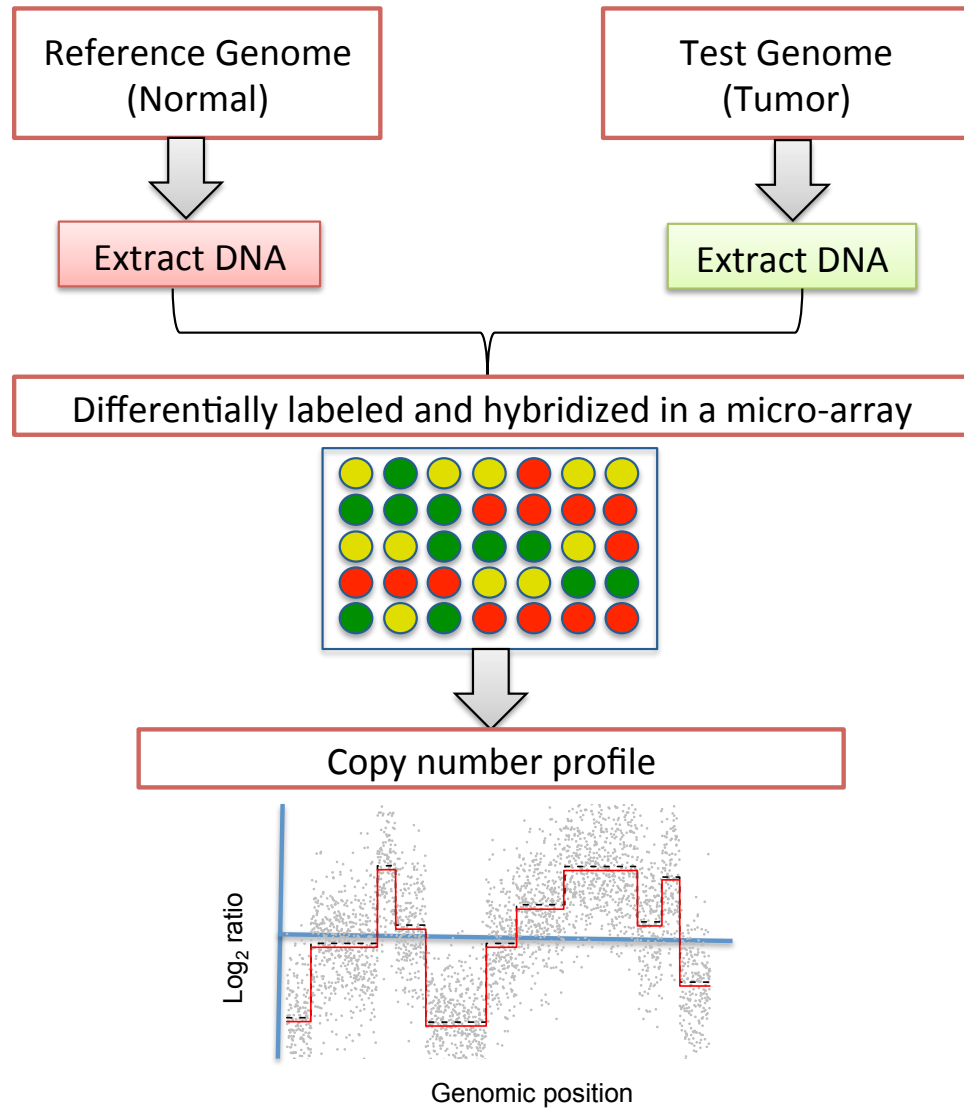 Reference Genome
(Normal)
Test Genome
(Tumor)
Extract DNA
Extract DNA
Differentially labeled and hybridized in a micro-array
Copy number profile
Log₂ ratio
Genomic position